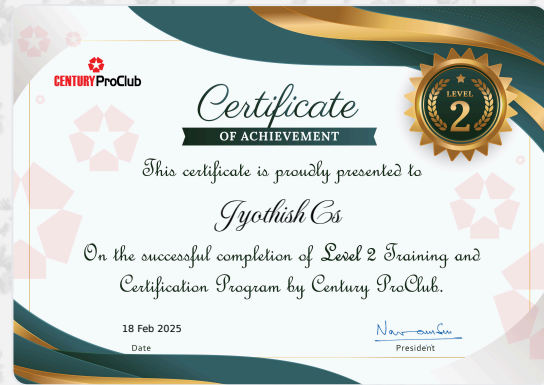 CENTURY ProClub
LEVEL
2
Certificate
OF ACHIEVEMENT
This certificate is proudly presented to
Jyothish Cs
On the successful completion of Level 2 Training and
Certification Program by Century ProClub.
18 Feb 2025
Date
President